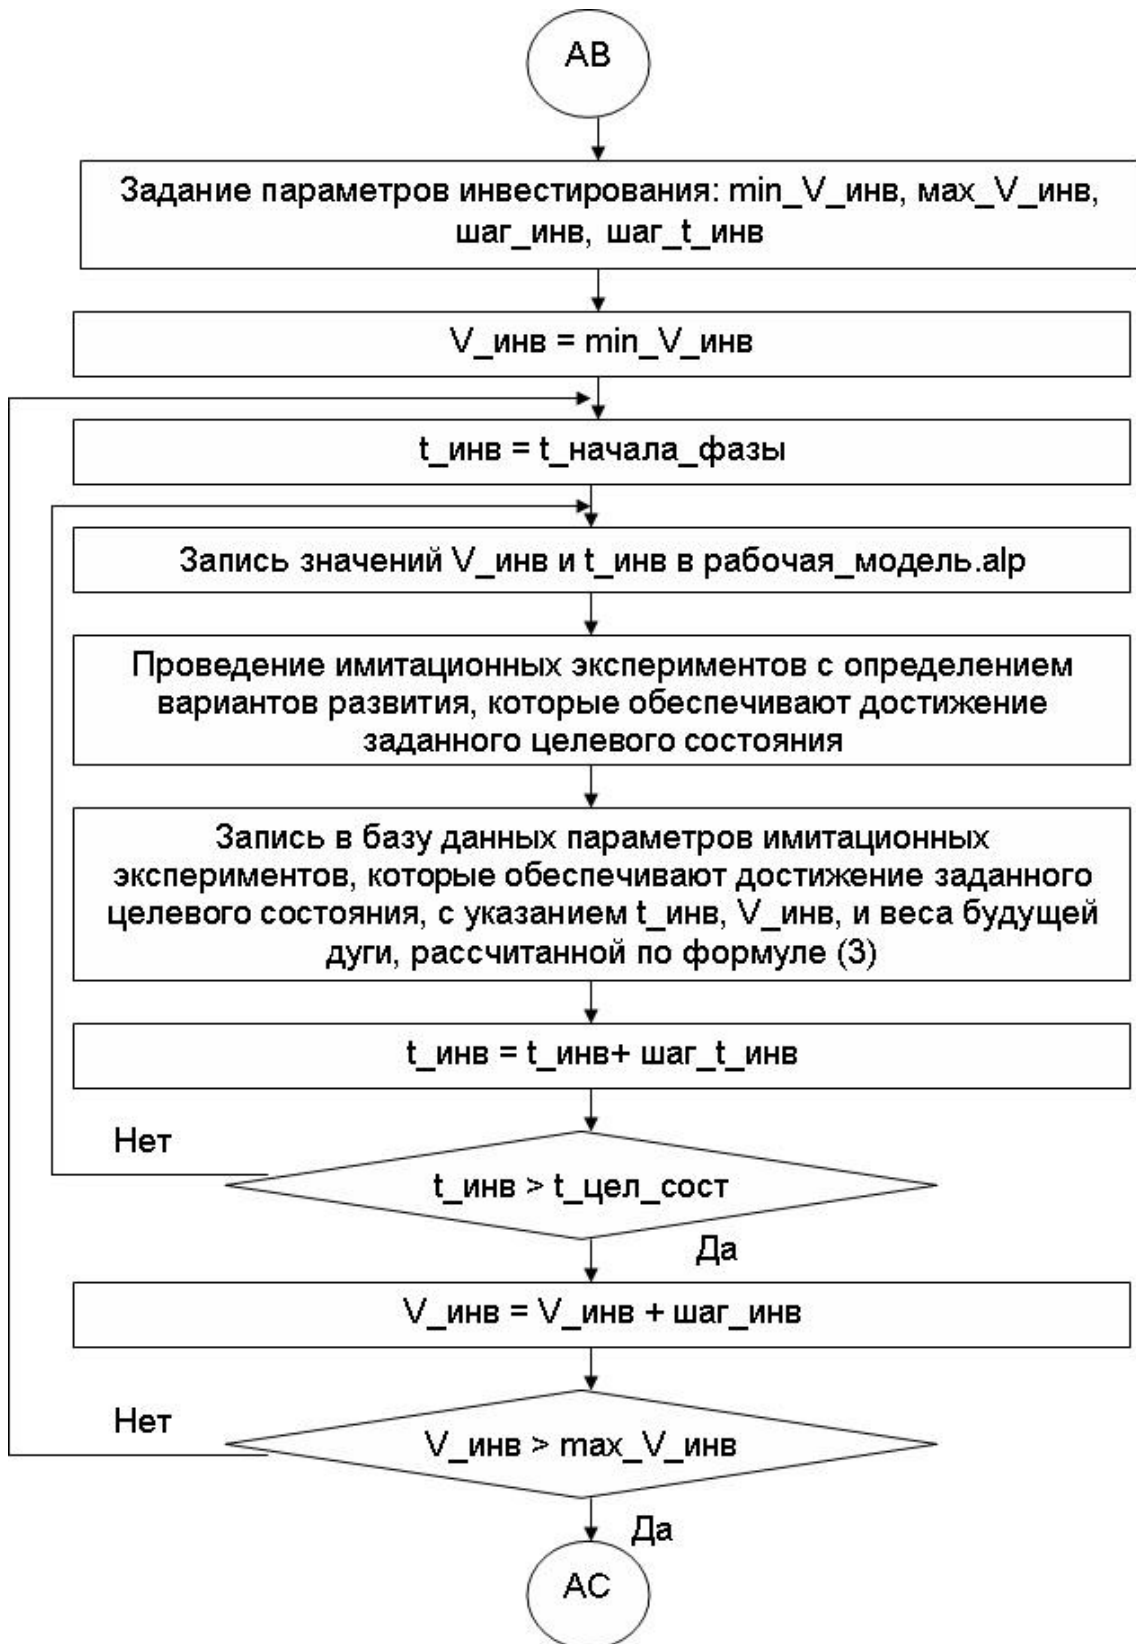 АВ
Задание параметров инвестирования: min_V_инв, мах_V_инв,
шаг_инв, шаг_t_инв
V_инв = min_V_инв
t_инв = t_начала_фазы
Запись значений V_инв и t_инв в рабочая_модель.alp
Проведение имитационных экспериментов с определением
вариантов развития, которые обеспечивают достижение
заданного целевого состояния
Запись в базу данных параметров имитационных
экспериментов, которые обеспечивают достижение заданного
целевого состояния, с указанием t_инв, V_инв, и веса будущей
дуги, рассчитанной по формуле (3)
t_инв = t_инв+ шаг_t_инв
Нет
t_инв > t_цел_сост
Да
V_инв = V_инв + шаг_инв
Нет
V_инв > max_V_инв
Да
АС